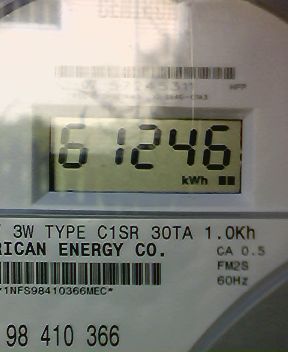 CENTRON
61246
kWh
3W TYPE C1SR 30TA 1.0Kh
RICAN ENERGY CO.
CA 0.5
FM2S
60Hz
*1NFS98410366MEC*
98 410 366